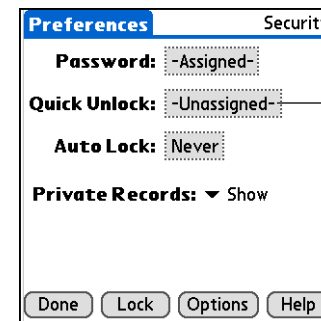 Preferences Securit
Password: -Assigned-
Quick Unlock: -Unassigned-
Auto Lock: Never
Private Records: Show
Done Lock Options Help